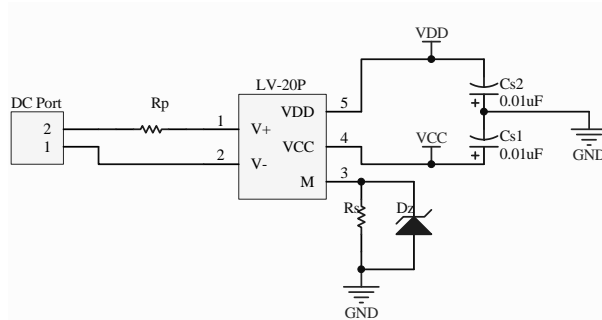 VDD
LV-20P
Cs2
0.01uF
DC Port
Rp
VDD
5
2
1
V+
1
VCC
4
VCC
Cs1
0.01uF
GND
2
V-
M
3
Rs
Dz
GND